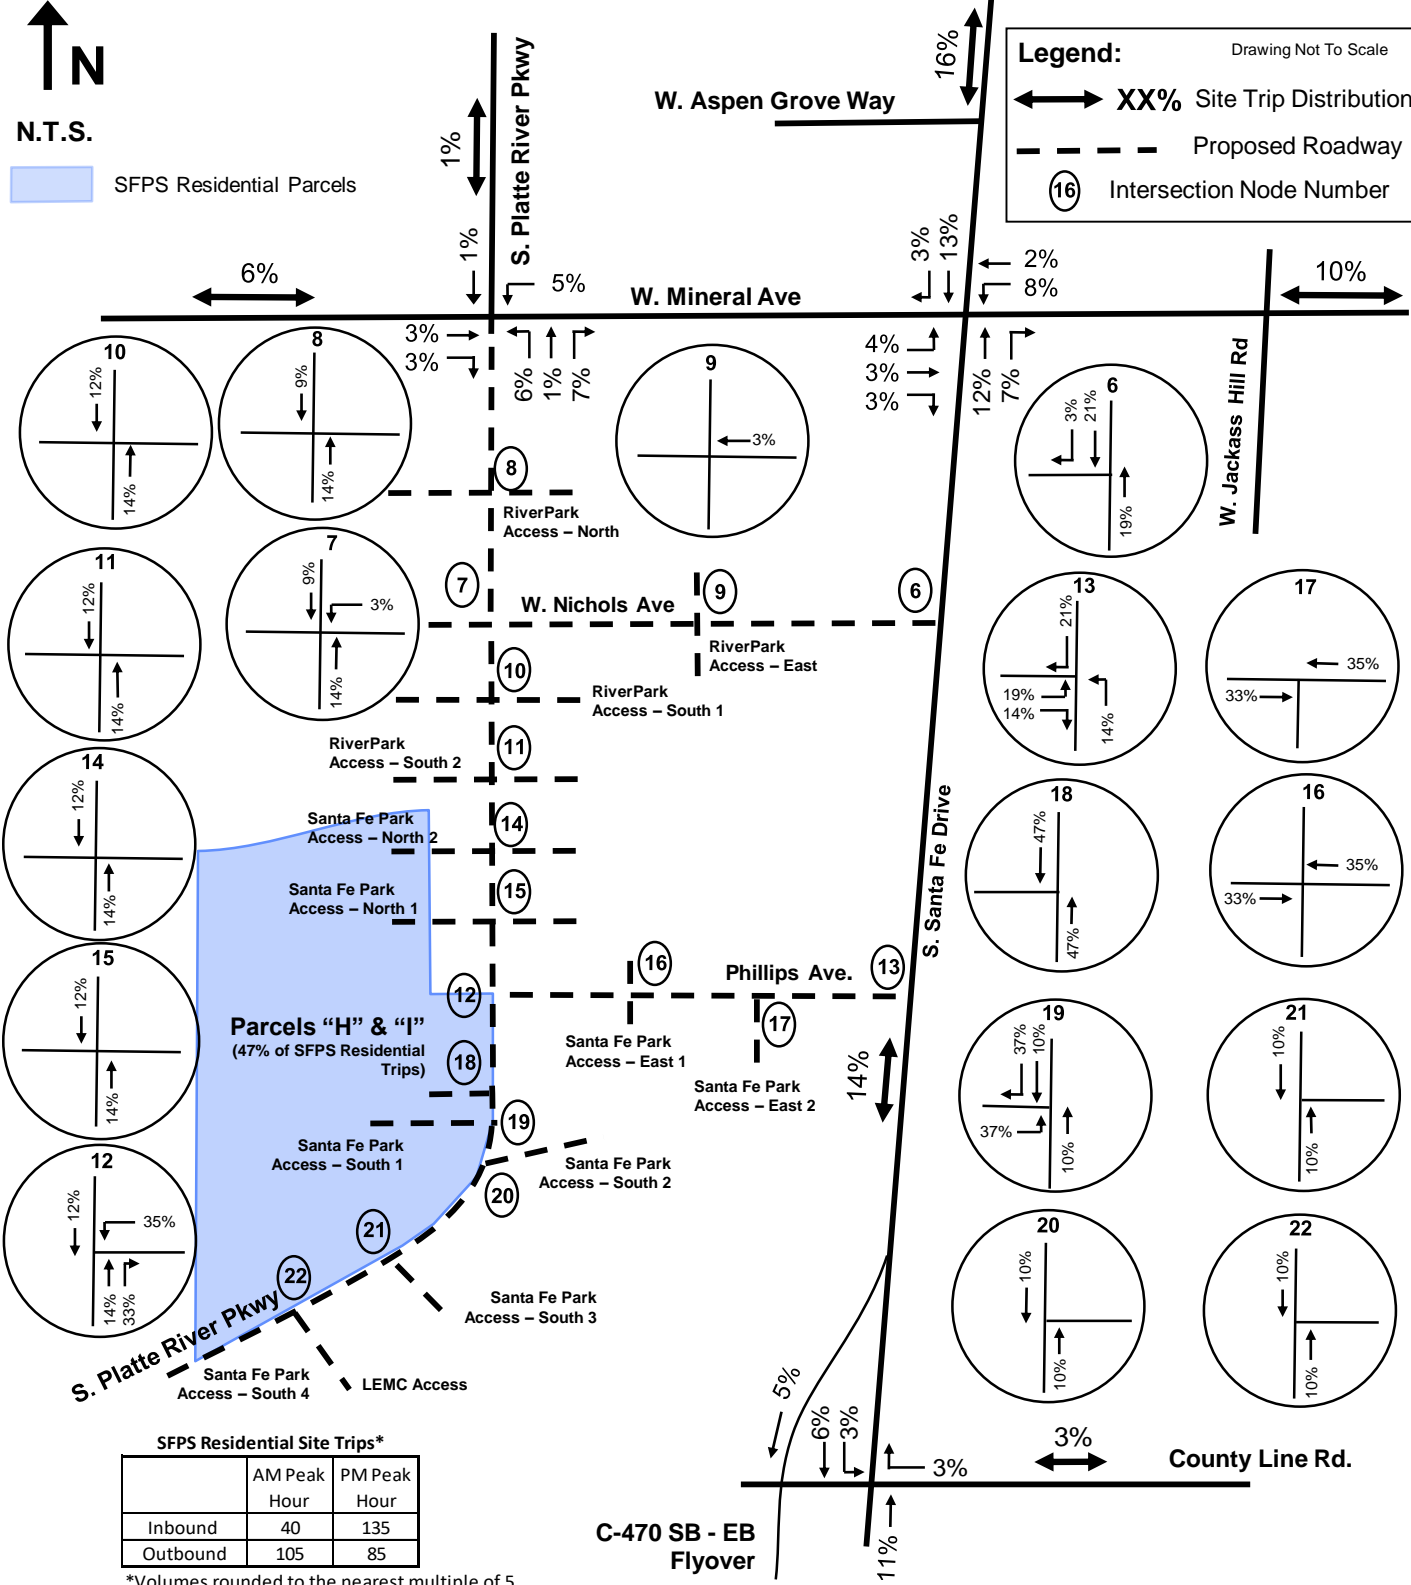 N
N.T.S.
SFPS Residential Parcels
1%
S. Platte River Pkwy
W. Aspen Grove Way
16%
Legend:
Drawing Not To Scale
XX% Site Trip Distribution
Proposed Roadway
16 Intersection Node Number
6%
1%
5%
W. Mineral Ave
3%
13%
2%
8%
10%
3%
3%
6%
1%
7%
4%
3%
3%
12%
7%
W. Jackass Hill Rd
10
12%
14%
8
9%
14%
9
3%
6
3%
21%
19%
8
RiverPark
Access – North
11
12%
14%
7
9%
3%
14%
7
W. Nichols Ave
9
6
RiverPark
Access – East
13
21%
19%
14%
14%
17
35%
33%
10
RiverPark
Access – South 1
RiverPark
Access – South 2
11
14
12%
14%
Santa Fe Park
Access – North 2
14
S. Santa Fe Drive
18
47%
47%
16
35%
33%
Santa Fe Park
Access – North 1
15
15
12%
14%
12
16
Phillips Ave.
13
Parcels “H” & “I”
(47% of SFPS Residential
Trips)
18
17
Santa Fe Park
Access – East 1
Santa Fe Park
Access – East 2
14%
19
37%
10%
37%
10%
21
10%
10%
19
Santa Fe Park
Access – South 1
Santa Fe Park
Access – South 2
20
12
12%
35%
14%
33%
21
22
Santa Fe Park
Access – South 3
S. Platte River Pkwy
Santa Fe Park
Access – South 4
LEMC Access
20
10%
10%
22
10%
10%
5%
6%
3%
3%
3%
County Line Rd.
11%
C-470 SB - EB
Flyover
SFPS Residential Site Trips*
AM Peak Hour PM Peak Hour
Inbound 40 135
Outbound 105 85
*Volumes rounded to the nearest multiple of 5